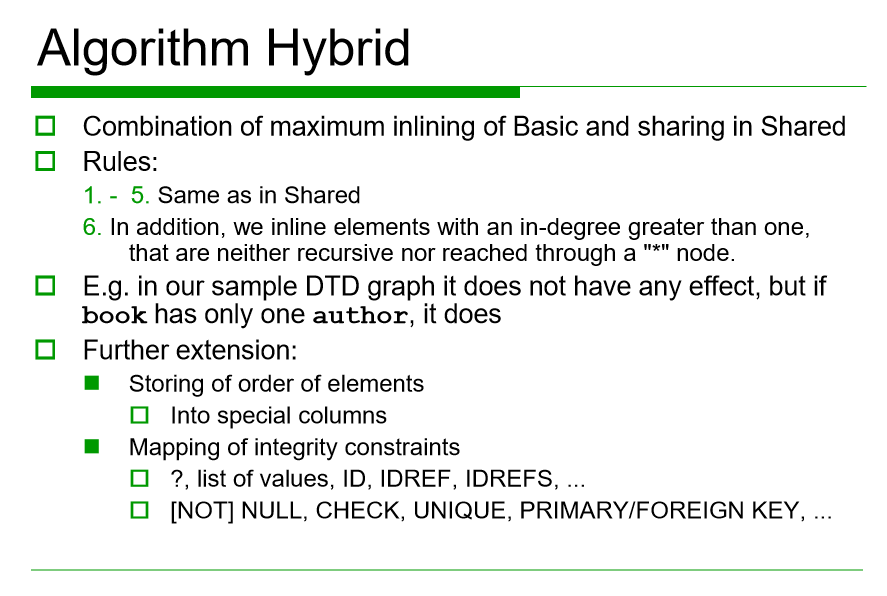 Algorithm Hybrid
Combination of maximum inlining of Basic and sharing in Shared
Rules:
1. - 5. Same as in Shared
6. In addition, we inline elements with an in-degree greater than one,
that are neither recursive nor reached through a "*" node.
E.g. in our sample DTD graph it does not have any effect, but if
book has only one author, it does
Further extension:
Storing of order of elements
Into special columns
Mapping of integrity constraints
?, list of values, ID, IDREF, IDREFS, ...
[NOT] NULL, CHECK, UNIQUE, PRIMARY/FOREIGN KEY, ...